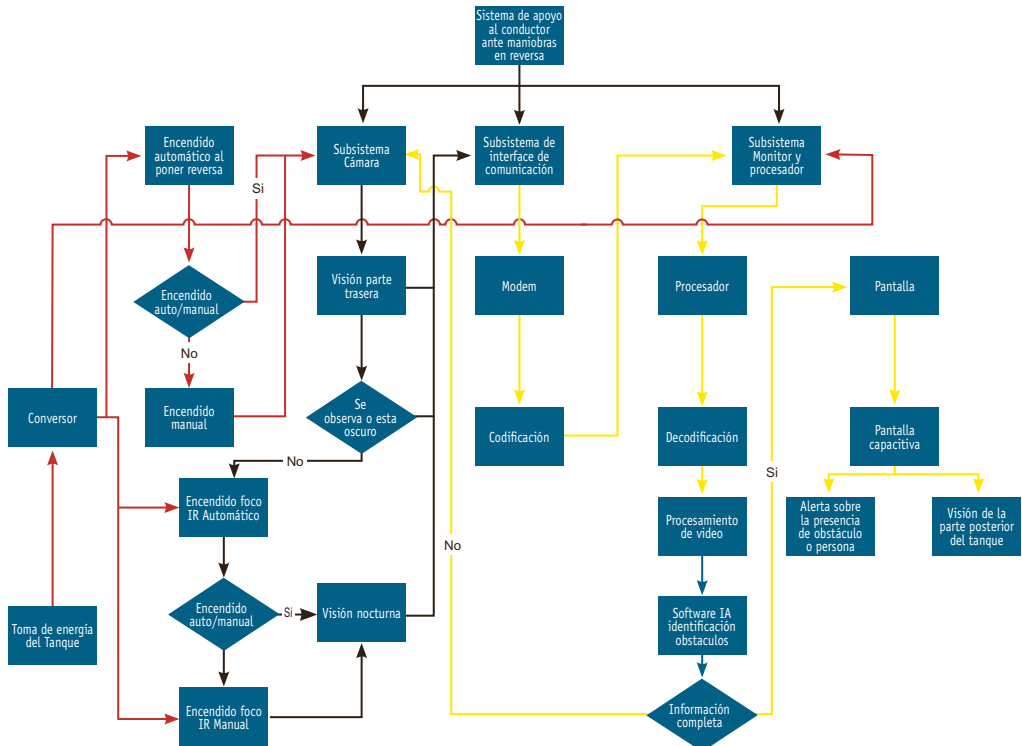 Sistema de apoyo
al conductor
ante maniobras
en reversa
Encendido
automático al
poner reversa
Subsistema
Cámara
Subsistema de
interface de
comunicación
Subsistema
Monitor y
procesador
Si
Encendido
auto/manual
Visión parte
trasera
Modem
Procesador
Pantalla
No
Conversor
Encendido
manual
Se
observa o esta
oscuro
Codificación
Decodificación
Pantalla
capacitiva
No
Si
Encendido foco
IR Automático
Procesamiento
de video
Alerta sobre
la presencia
de obstáculo
o persona
Visión de la
parte posterior
del tanque
No
Toma de energía
del Tanque
Encendido
auto/manual
Si
Visión nocturna
Software IA
identificación
obstaculos
Encendido foco
IR Manual
Información
completa